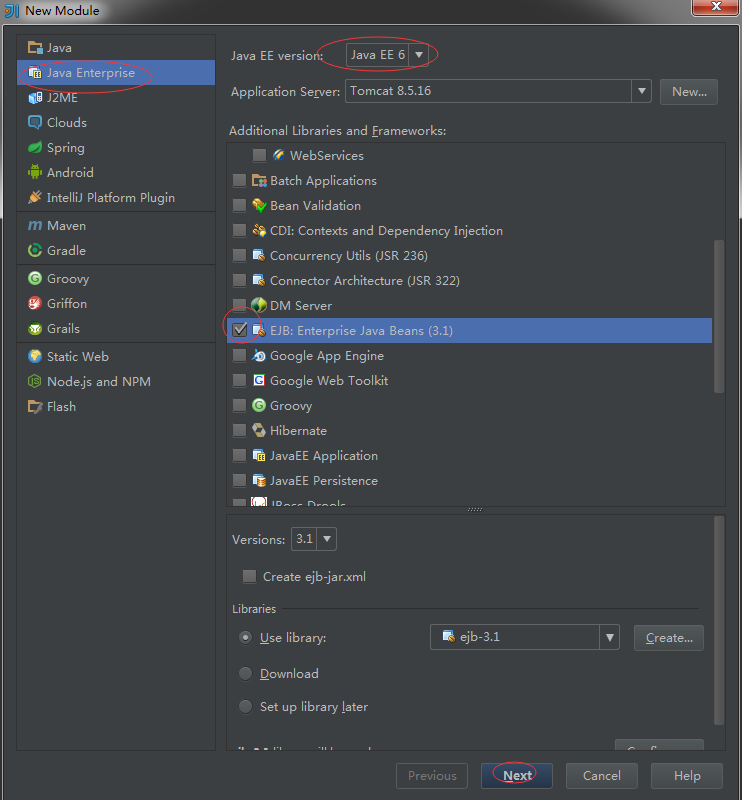 New Module
Java
Java Enterprise
J2ME
Clouds
Spring
Android
IntelliJ Platform Plugin
Maven
Gradle
Groovy
Griffon
Grails
Static Web
Node.js and NPM
Flash
Java EE version: Java EE 6
Application Server: Tomcat 8.5.16 New...
Additional Libraries and Frameworks:
WebServices
Batch Applications
Bean Validation
CDI: Contexts and Dependency Injection
Concurrency Utils (JSR 236)
Connector Architecture (JSR 322)
DM Server
EJB: Enterprise Java Beans (3.1)
Google App Engine
Google Web Toolkit
Groovy
Hibernate
JavaEE Application
JavaEE Persistence
JBoss Drools
Versions: 3.1
Create ejb-jar.xml
Libraries
Use library: ejb-3.1 Create...
Download
Set up library later
Previous Next Cancel Help